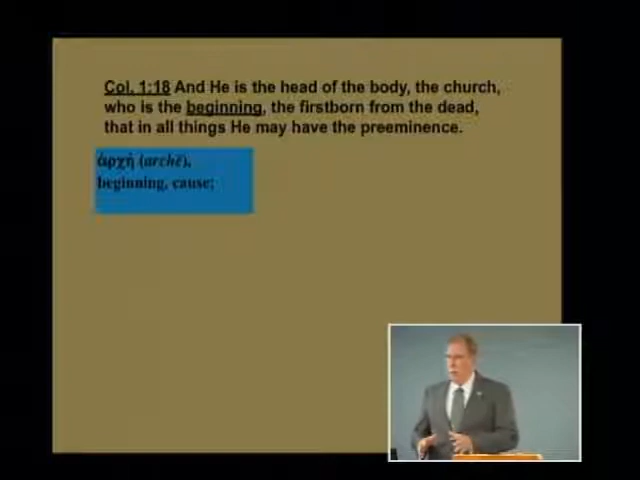 Col. 1:18 And He is the head of the body, the church,
who is the beginning, the firstborn from the dead,
that in all things He may have the preeminence.
ἀρχή (archē),
beginning, cause;